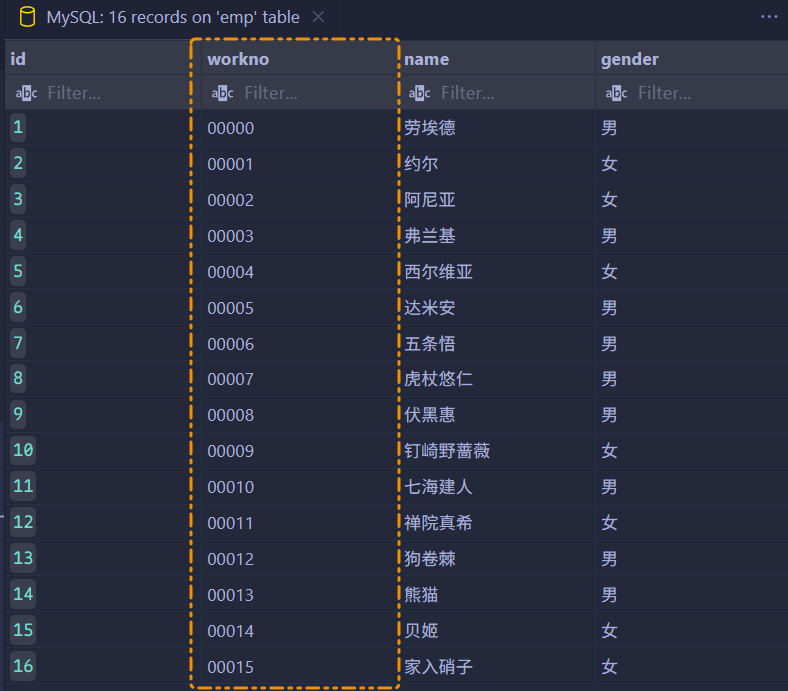 MySQL: 16 records on 'emp' table
id workno name gender
abc Filter... abc Filter... abc Filter... abc Filter...
1 00000 劳埃德 男
2 00001 约尔 女
3 00002 阿尼亚 女
4 00003 弗兰基 男
5 00004 西尔维亚 女
6 00005 达米安 男
7 00006 五条悟 男
8 00007 虎杖悠仁 男
9 00008 伏黑惠 男
10 00009 钉崎野蔷薇 女
11 00010 七海建人 男
12 00011 禅院真希 女
13 00012 狗卷棘 男
14 00013 熊猫 男
15 00014 贝姬 女
16 00015 家入硝子 女